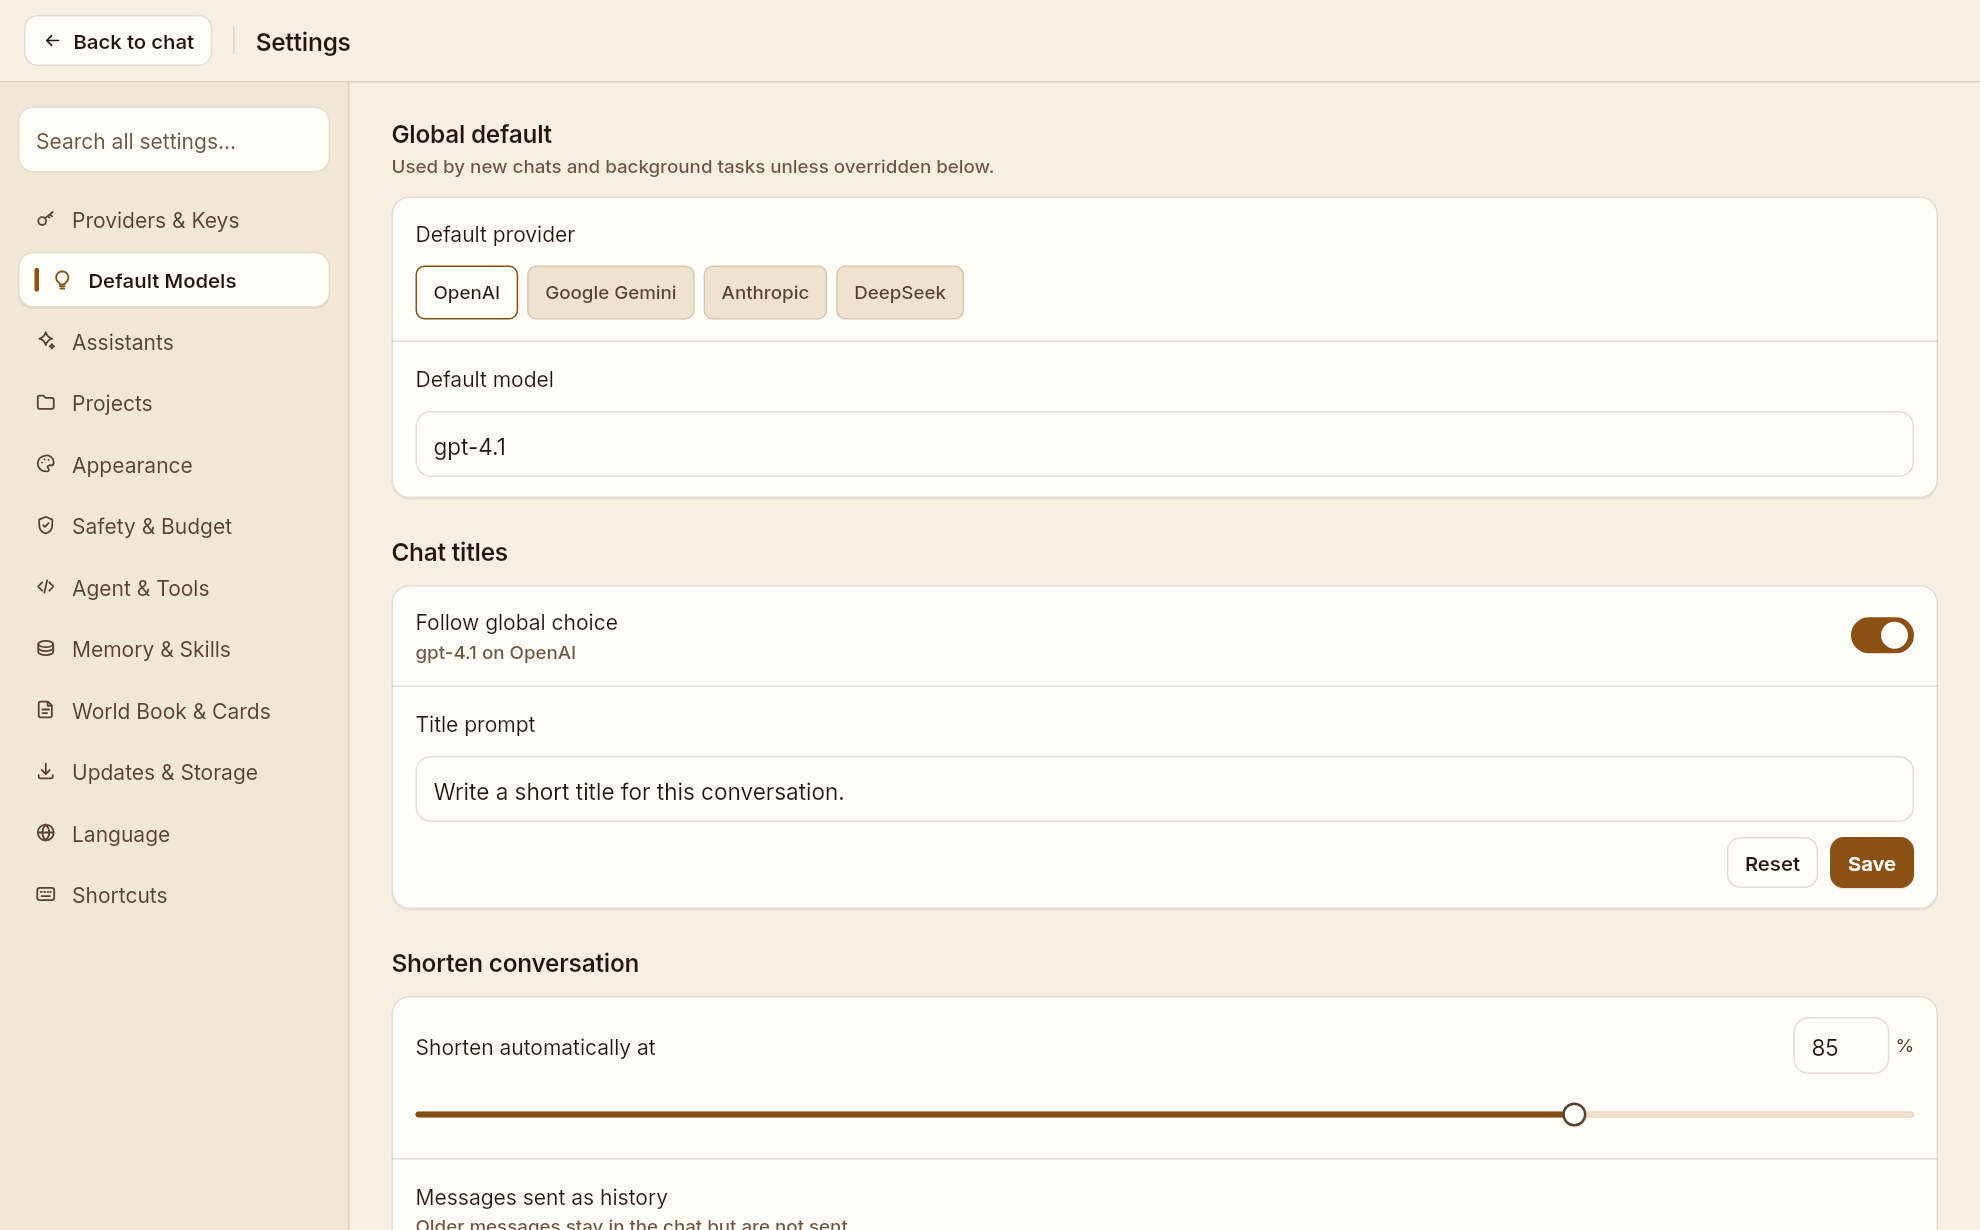 Back to chat
Settings
Search all settings...
Providers & Keys
Default Models
Assistants
Projects
Appearance
Safety & Budget
Agent & Tools
Memory & Skills
World Book & Cards
Updates & Storage
Language
Shortcuts
Global default
Used by new chats and background tasks unless overridden below.
Default provider
OpenAI
Google Gemini
Anthropic
DeepSeek
Default model
gpt-4.1
Chat titles
Follow global choice
gpt-4.1 on OpenAI
Title prompt
Write a short title for this conversation.
Reset
Save
Shorten conversation
Shorten automatically at
85 %
Messages sent as history
Older messages stay in the chat but are not sent